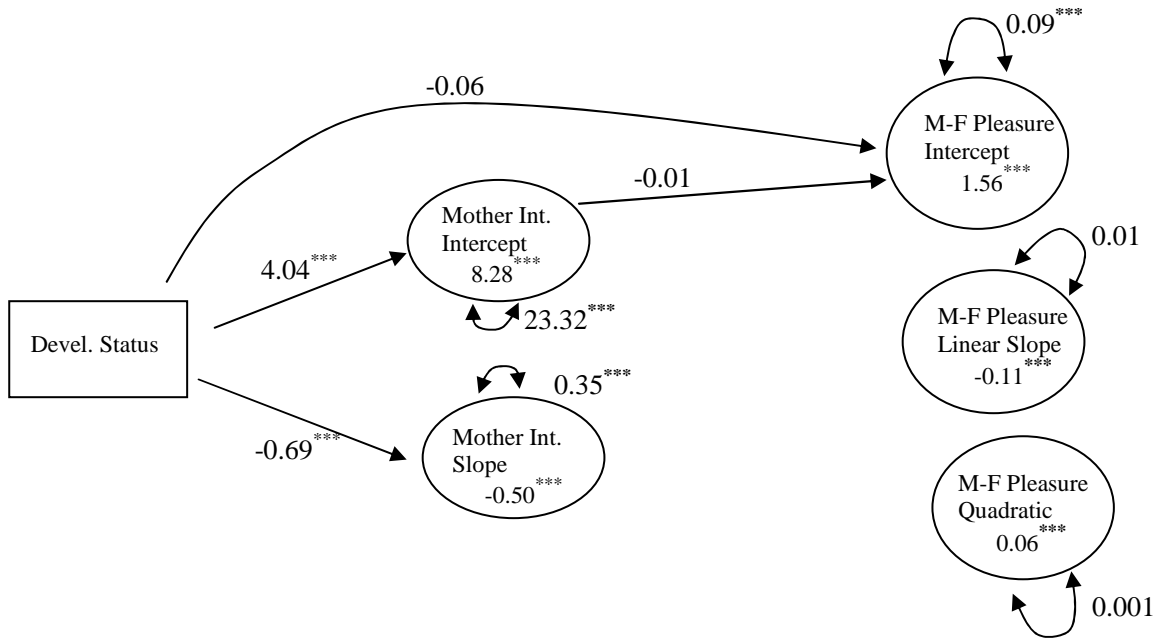 0.09***
-0.06
M-F Pleasure
Intercept
1.56***
-0.01
Mother Int.
Intercept
8.28***
0.01
4.04***
23.32***
M-F Pleasure
Linear Slope
-0.11***
Devel. Status
0.35***
-0.69***
Mother Int.
Slope
-0.50***
M-F Pleasure
Quadratic
0.06***
0.001